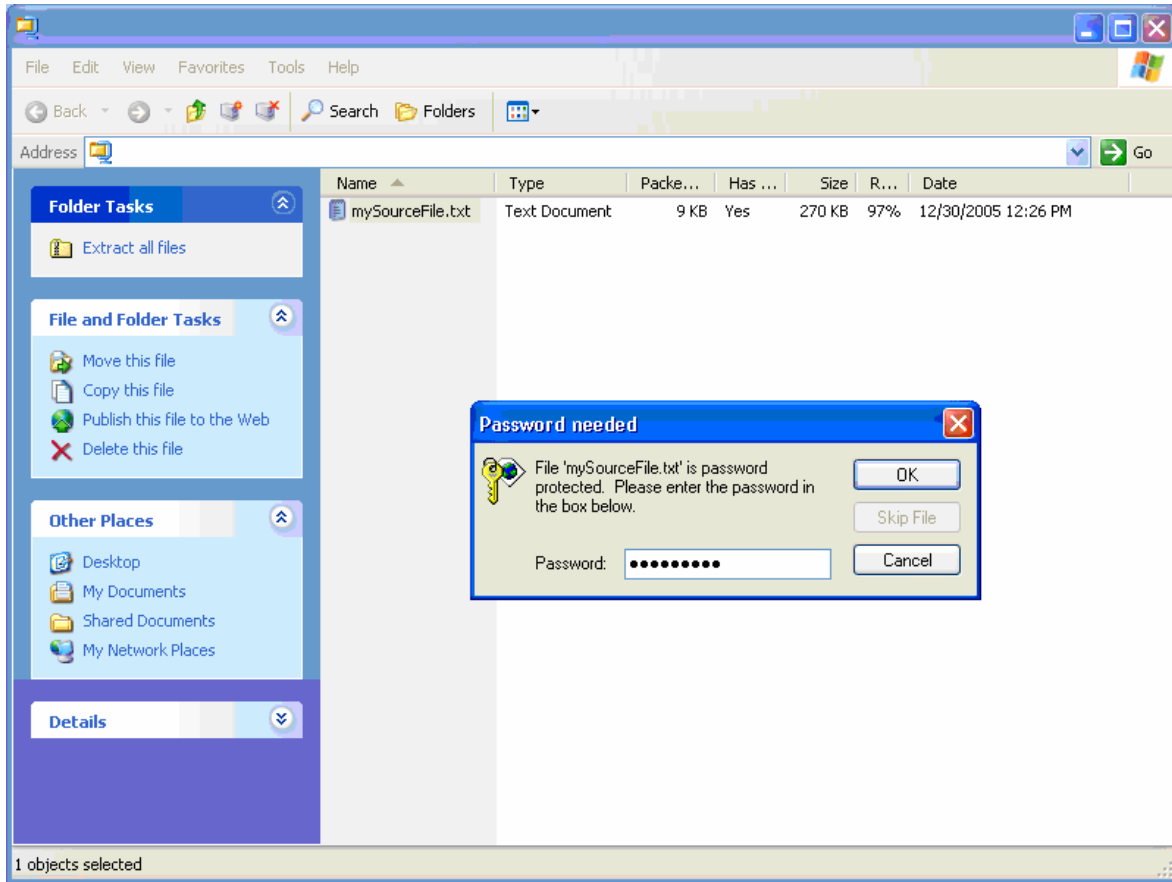 File Edit View Favorites Tools Help
Back Search Folders
Address Go
Folder Tasks
Extract all files
File and Folder Tasks
Move this file
Copy this file
Publish this file to the Web
Delete this file
Other Places
Desktop
My Documents
Shared Documents
My Network Places
Details
Name Type Packe... Has ... Size R... Date
mySourceFile.txt Text Document 9 KB Yes 270 KB 97% 12/30/2005 12:26 PM
Password needed
File 'mySourceFile.txt' is password
protected. Please enter the password in
the box below.
Password: •••••••••
OK
Skip File
Cancel
1 objects selected